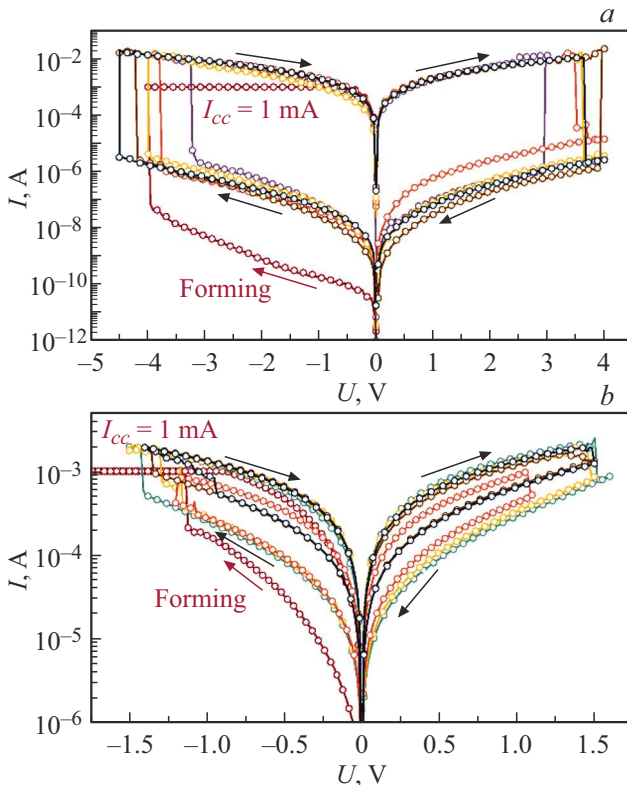 a
10⁻²
10⁻⁴
10⁻⁶
10⁻⁸
10⁻¹⁰
10⁻¹²
I, A
I_cc = 1 mA
Forming
−5 −4 −3 −2 −1 0 1 2 3 4 5
U, V
b
I_cc = 1 mA
10⁻³
10⁻⁴
10⁻⁵
10⁻⁶
I, A
Forming
−1.5 −1.0 −0.5 0 0.5 1.0 1.5
U, V